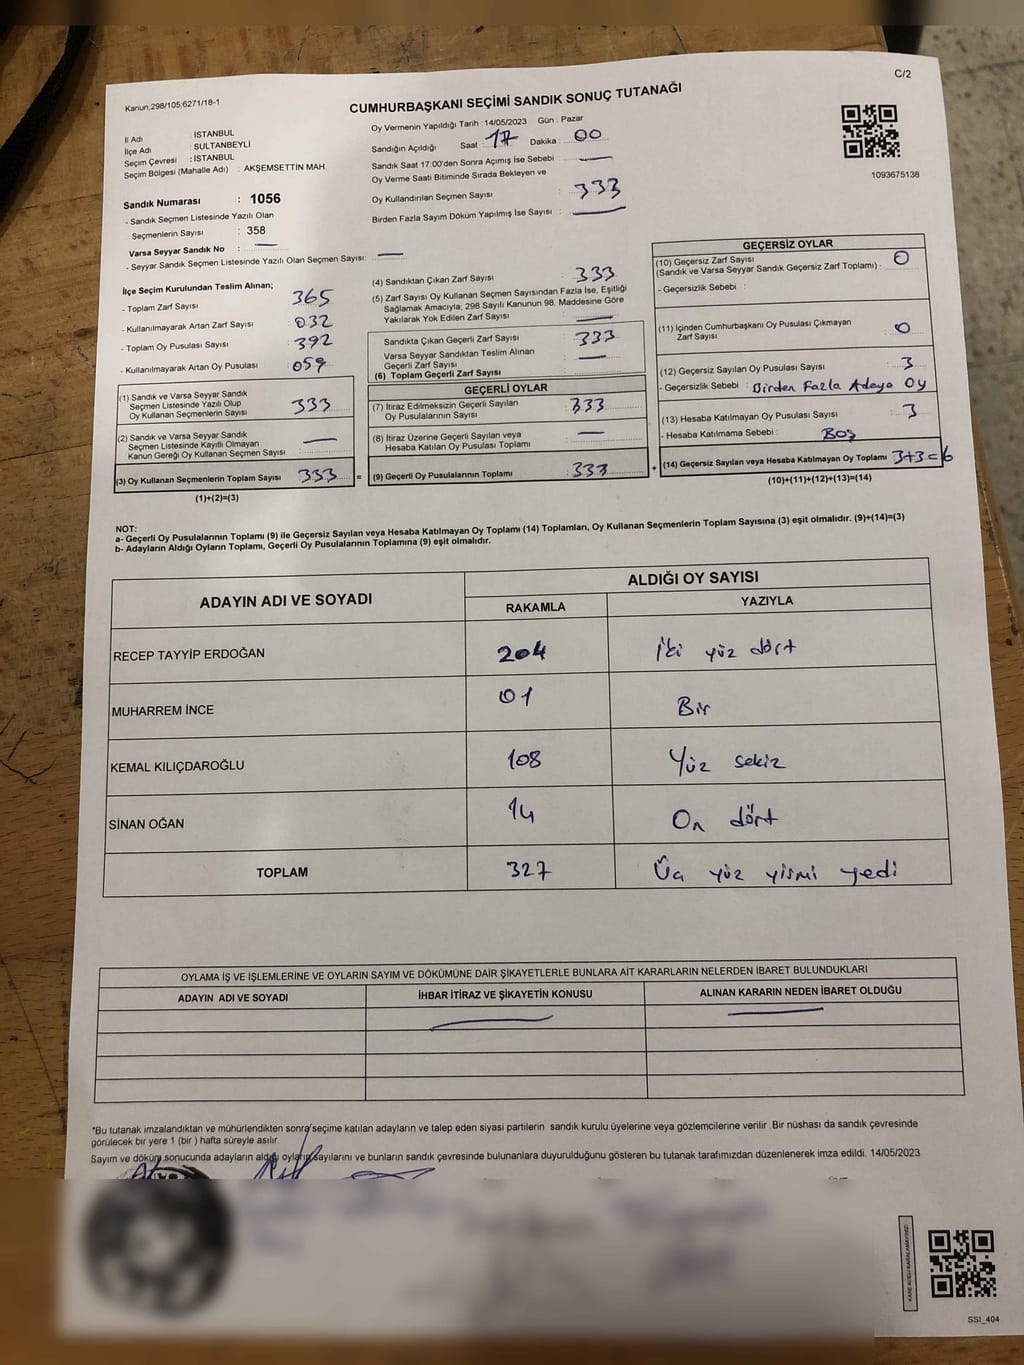 C/2
Kanun,298/105,6271/18-1
CUMHURBAŞKANI SEÇİMİ SANDIK SONUÇ TUTANAĞI
İl Adı : İSTANBUL
İlçe Adı : SULTANBEYLİ
Seçim Çevresi : İSTANBUL
Seçim Bölgesi (Mahalle Adı) : AKŞEMSETTİN MAH.
Sandık Numarası : 1056
- Sandık Seçmen Listesinde Yazılı Olan
Seçmenlerin Sayısı : 358
Varsa Seyyar Sandık No : —
- Seyyar Sandık Seçmen Listesinde Yazılı Olan Seçmen Sayısı: —
Oy Vermenin Yapıldığı Tarih : 14/05/2023 Gün : Pazar
Sandığın Açıldığı Saat : 17 Dakika : 00
Sandık Saat 17:00'den Sonra Açılmış İse Sebebi : —
Oy Verme Saati Bitiminde Sırada Bekleyen ve
Oy Kullandırılan Seçmen Sayısı : 333
Birden Fazla Sayım Döküm Yapılmış İse Sayısı : —
1093675138
İlçe Seçim Kurulundan Teslim Alınan;
- Toplam Zarf Sayısı : 365
- Kullanılmayarak Artan Zarf Sayısı : 032
- Toplam Oy Pusulası Sayısı : 392
- Kullanılmayarak Artan Oy Pusulası : 059
(1) Sandık ve Varsa Seyyar Sandık
Seçmen Listesinde Yazılı Olup
Oy Kullanan Seçmenlerin Sayısı : 333
(2) Sandık ve Varsa Seyyar Sandık
Seçmen Listesinde Kayıtlı Olmayan
Kanun Gereği Oy Kullanan Seçmen Sayısı : —
(3) Oy Kullanan Seçmenlerin Toplam Sayısı : 333 =
(1)+(2)=(3)
(4) Sandıktan Çıkan Zarf Sayısı : 333
(5) Zarf Sayısı Oy Kullanan Seçmen Sayısından Fazla İse, Eşitliği
Sağlamak Amacıyla; 298 Sayılı Kanunun 98. Maddesine Göre
Yakılarak Yok Edilen Zarf Sayısı : —
Sandıkta Çıkan Geçerli Zarf Sayısı : 333
Varsa Seyyar Sandıktan Teslim Alınan
Geçerli Zarf Sayısı : —
(6) Toplam Geçerli Zarf Sayısı
GEÇERLİ OYLAR
(7) İtiraz Edilmeksizin Geçerli Sayılan
Oy Pusulalarının Sayısı : 333
(8) İtiraz Üzerine Geçerli Sayılan veya
Hesaba Katılan Oy Pusulası Toplamı : —
(9) Geçerli Oy Pusulalarının Toplamı : 333 +
GEÇERSİZ OYLAR
(10) Geçersiz Zarf Sayısı
(Sandık ve Varsa Seyyar Sandık Geçersiz Zarf Toplamı) : 0
- Geçersizlik Sebebi :
(11) İçinden Cumhurbaşkanı Oy Pusulası Çıkmayan
Zarf Sayısı : 0
(12) Geçersiz Sayılan Oy Pusulası Sayısı : 3
- Geçersizlik Sebebi : Birden Fazla Adaya Oy
(13) Hesaba Katılmayan Oy Pusulası Sayısı : 3
- Hesaba Katılmama Sebebi : Boş
(14) Geçersiz Sayılan veya Hesaba Katılmayan Oy Toplamı 3+3=6
(10)+(11)+(12)+(13)=(14)
NOT:
a- Geçerli Oy Pusulalarının Toplamı (9) ile Geçersiz Sayılan veya Hesaba Katılmayan Oy Toplamı (14) Toplamları, Oy Kullanan Seçmenlerin Toplam Sayısına (3) eşit olmalıdır. (9)+(14)=(3)
b- Adayların Aldığı Oyların Toplamı, Geçerli Oy Pusulalarının Toplamına (9) eşit olmalıdır.
ADAYIN ADI VE SOYADI
ALDIĞI OY SAYISI
RAKAMLA YAZIYLA
RECEP TAYYİP ERDOĞAN 204 İki yüz dört
MUHARREM İNCE 01 Bir
KEMAL KILIÇDAROĞLU 108 Yüz sekiz
SİNAN OĞAN 14 On dört
TOPLAM 327 Üç yüz yirmi yedi
OYLAMA İŞ VE İŞLEMLERİNE VE OYLARIN SAYIM VE DÖKÜMÜNE DAİR ŞİKAYETLERLE BUNLARA AİT KARARLARIN NELERDEN İBARET BULUNDUKLARI
ADAYIN ADI VE SOYADI İHBAR İTİRAZ VE ŞİKAYETİN KONUSU ALINAN KARARIN NEDEN İBARET OLDUĞU
*Bu tutanak imzalandıktan ve mühürlendikten sonra seçime katılan adayların ve talep eden siyasi partilerin sandık kurulu üyelerine veya gözlemcilerine verilir. Bir nüshası da sandık çevresinde
görülecek bir yere 1 (bir) hafta süreyle asılır.
Sayım ve döküm sonucunda adayların aldığı oyların sayılarını ve bunların sandık çevresinde bulunanlara duyurulduğunu gösteren bu tutanak tarafımızdan düzenlenerek imza edildi. 14/05/2023
KARE KODU KARALAMAYINIZ!
SSI_404